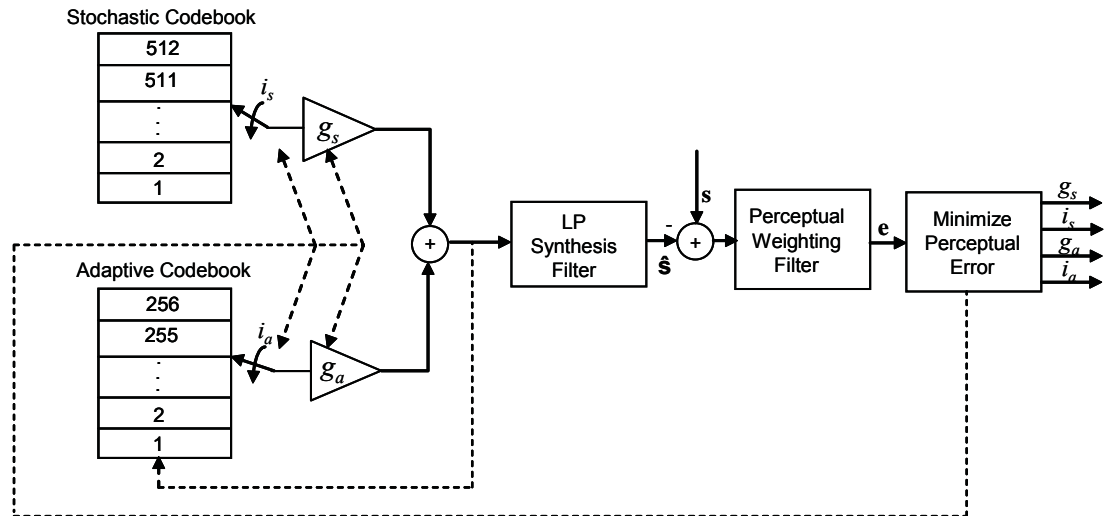 Stochastic Codebook
512
511
.
.
.
2
1
i_s
g_s
Adaptive Codebook
256
255
.
.
.
2
1
i_a
g_a
+
LP
Synthesis
Filter
-
ŝ
s
+
Perceptual
Weighting
Filter
e
Minimize
Perceptual
Error
g_s
i_s
g_a
i_a